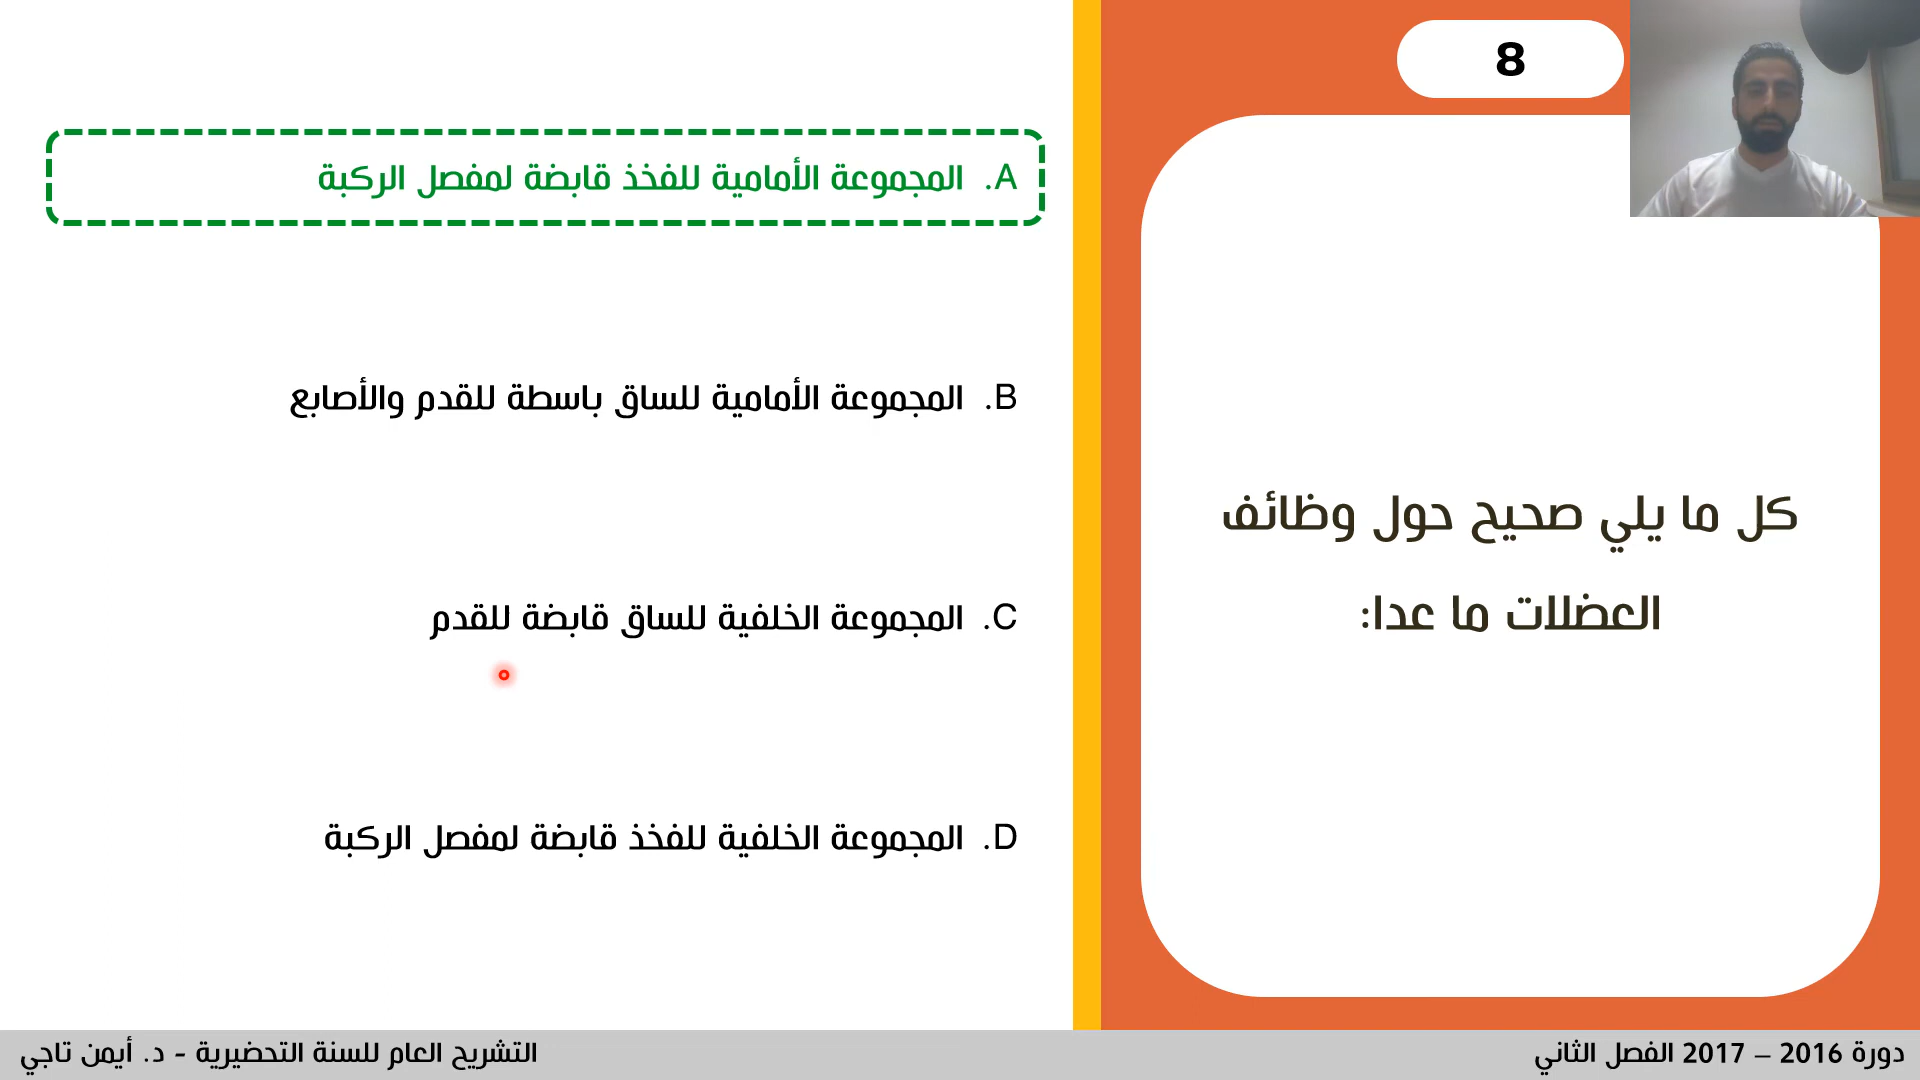 8
كل ما يلي صحيح حول وظائف
العضلات ما عدا:
A. المجموعة الأمامية للفخذ قابضة لمفصل الركبة
B. المجموعة الأمامية للساق باسطة للقدم والأصابع
C. المجموعة الخلفية للساق قابضة للقدم
D. المجموعة الخلفية للفخذ قابضة لمفصل الركبة
دورة 2016 – 2017 الفصل الثاني
التشريح العام للسنة التحضيرية - د. أيمن تاجي